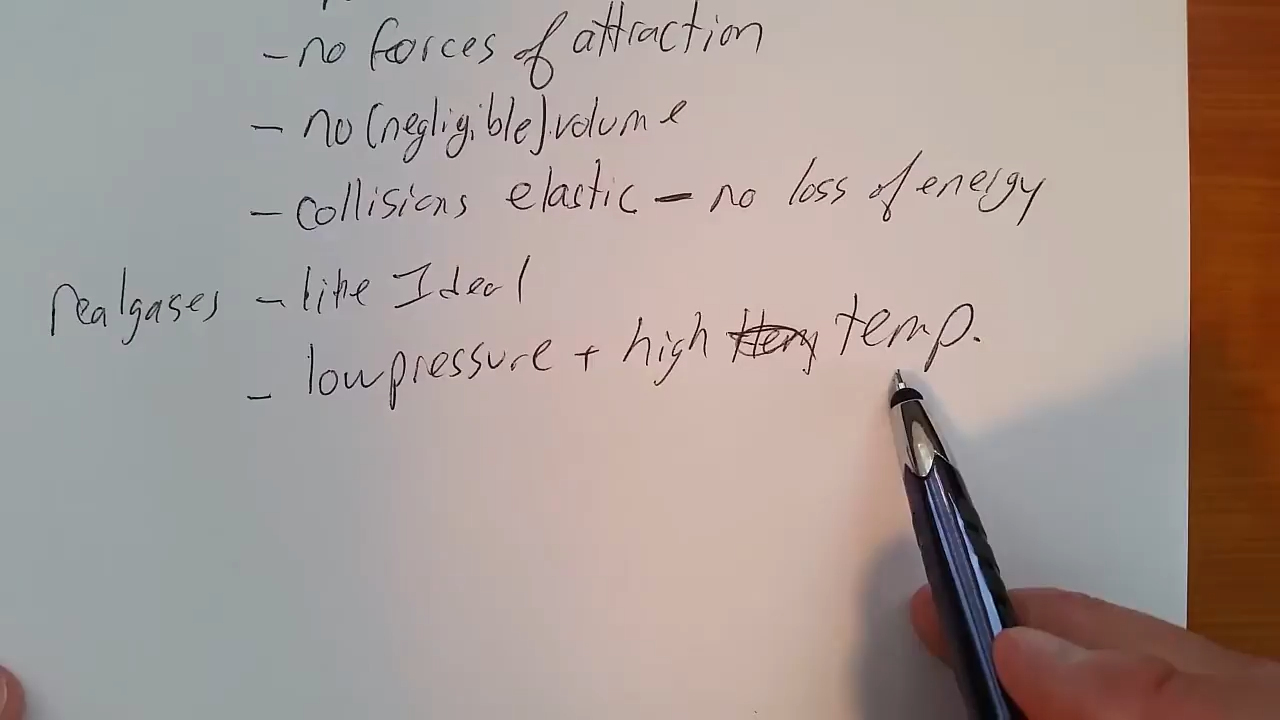 - no forces of attraction
- no (negligible) volume
- collisions elastic - no loss of energy
real gases - like Ideal
- low pressure + high temp.